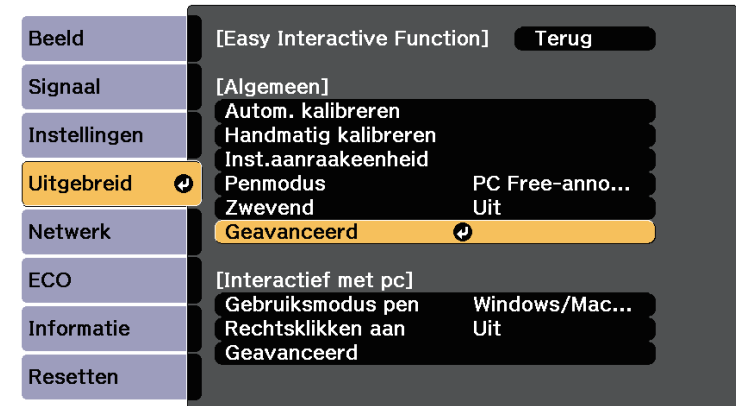 Beeld
Signaal
Instellingen
Uitgebreid
Netwerk
ECO
Informatie
Resetten
[Easy Interactive Function] Terug
[Algemeen]
Autom. kalibreren
Handmatig kalibreren
Inst.aanraakeenheid
Penmodus PC Free-anno...
Zwevend Uit
Geavanceerd
[Interactief met pc]
Gebruiksmodus pen Windows/Mac...
Rechtsklikken aan Uit
Geavanceerd